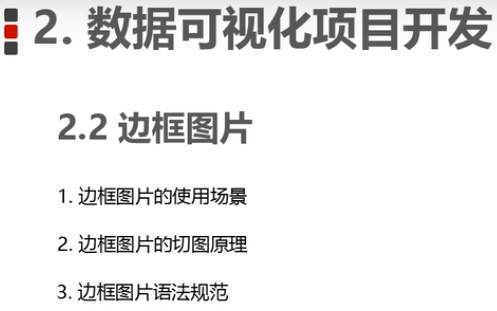 2. 数据可视化项目开发
2.2 边框图片
1. 边框图片的使用场景
2. 边框图片的切图原理
3. 边框图片语法规范